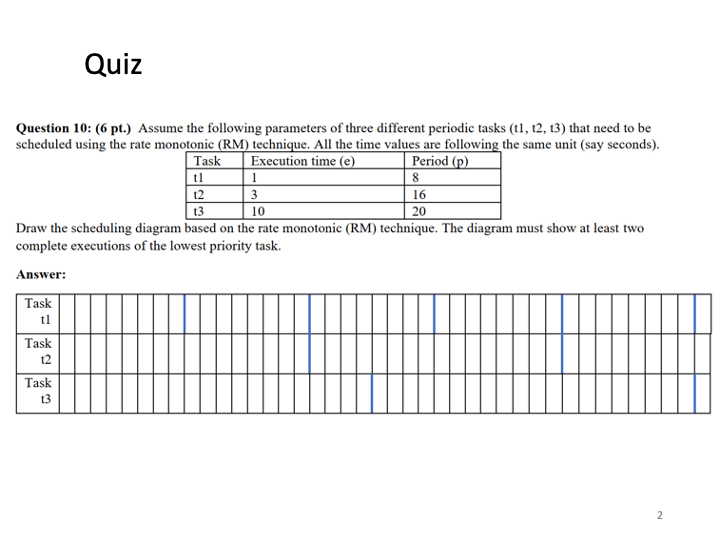 Quiz
Question 10: (6 pt.) Assume the following parameters of three different periodic tasks (t1, t2, t3) that need to be
scheduled using the rate monotonic (RM) technique. All the time values are following the same unit (say seconds).
Task Execution time (e) Period (p)
t1 1 8
t2 3 16
t3 10 20
Draw the scheduling diagram based on the rate monotonic (RM) technique. The diagram must show at least two
complete executions of the lowest priority task.
Answer:
Task
t1
Task
t2
Task
t3
2